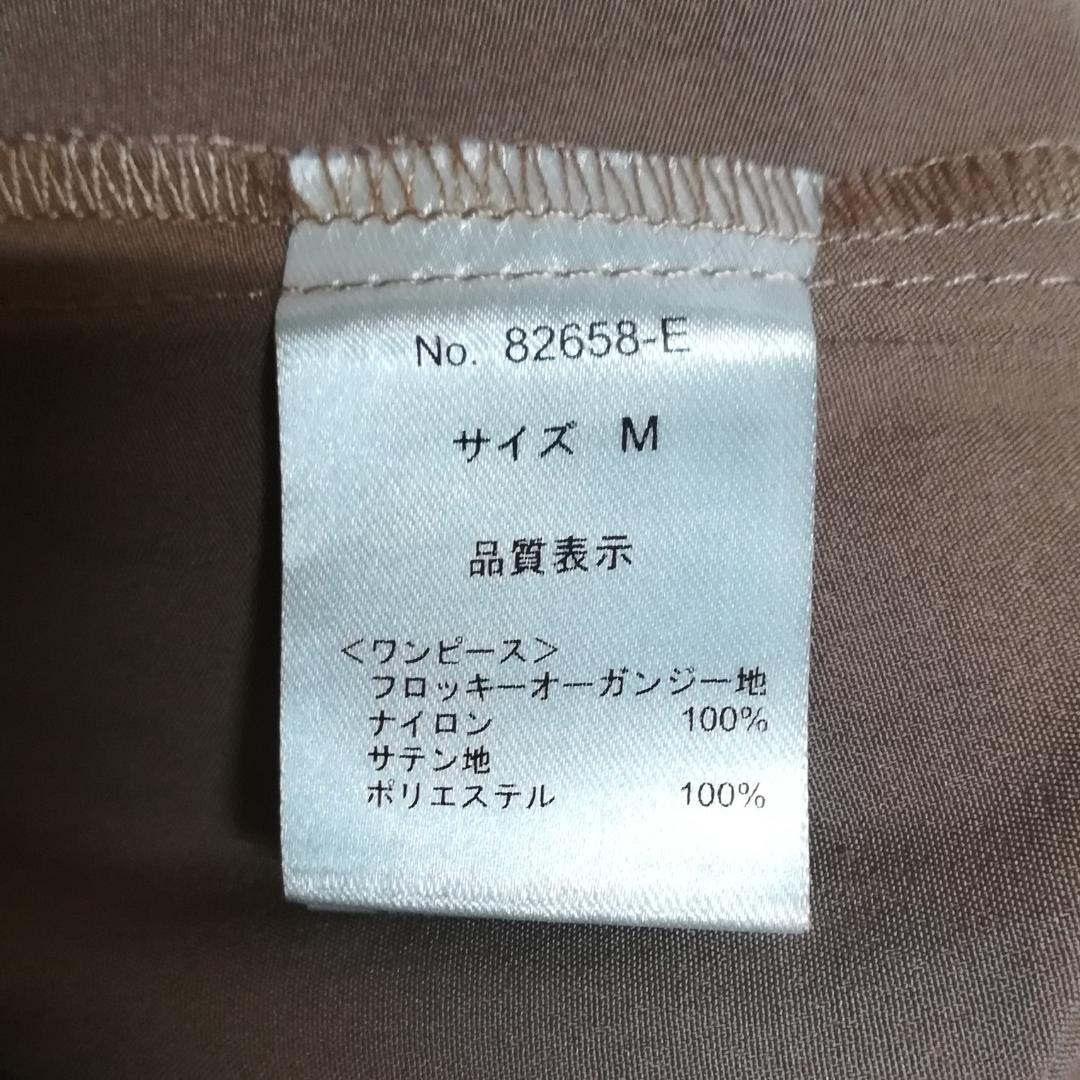 No. 82658-E
サイズ M
品質表示
<ワンピース>
フロッキーオーガンジー地
ナイロン 100%
サテン地
ポリエステル 100%